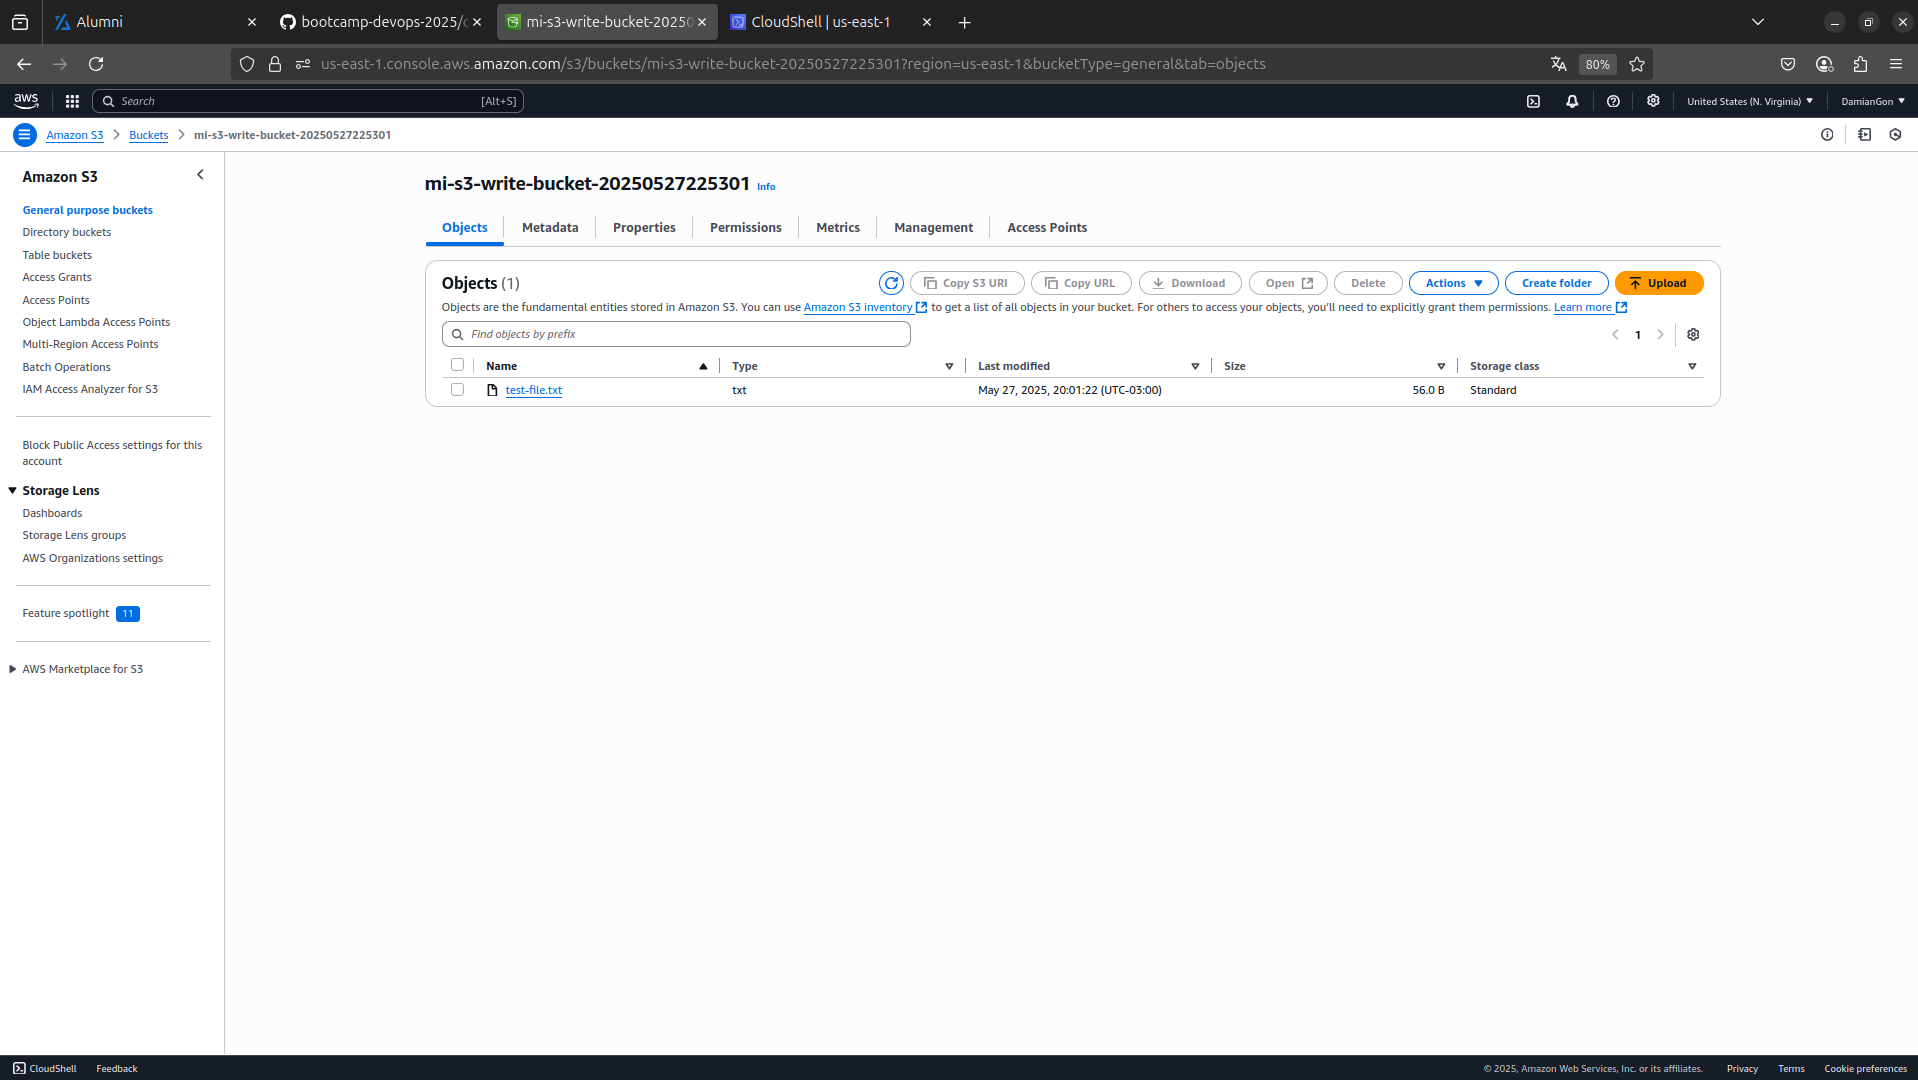 Alumni
bootcamp-devops-2025/
mi-s3-write-bucket-20250
CloudShell | us-east-1
us-east-1.console.aws.amazon.com/s3/buckets/mi-s3-write-bucket-20250527225301?region=us-east-1&bucketType=general&tab=objects
80%
aws
Search
[Alt+S]
United States (N. Virginia)
DamianGon
Amazon S3
Buckets
mi-s3-write-bucket-20250527225301
Amazon S3
General purpose buckets
Directory buckets
Table buckets
Access Grants
Access Points
Object Lambda Access Points
Multi-Region Access Points
Batch Operations
IAM Access Analyzer for S3
Block Public Access settings for this
account
Storage Lens
Dashboards
Storage Lens groups
AWS Organizations settings
Feature spotlight 11
AWS Marketplace for S3
mi-s3-write-bucket-20250527225301 Info
Objects
Metadata
Properties
Permissions
Metrics
Management
Access Points
Objects (1)
Copy S3 URI
Copy URL
Download
Open
Delete
Actions
Create folder
Upload
Objects are the fundamental entities stored in Amazon S3. You can use Amazon S3 inventory to get a list of all objects in your bucket. For others to access your objects, you'll need to explicitly grant them permissions. Learn more
Find objects by prefix
1
Name
Type
Last modified
Size
Storage class
test-file.txt
txt
May 27, 2025, 20:01:22 (UTC-03:00)
56.0 B
Standard
CloudShell
Feedback
© 2025, Amazon Web Services, Inc. or its affiliates.
Privacy
Terms
Cookie preferences